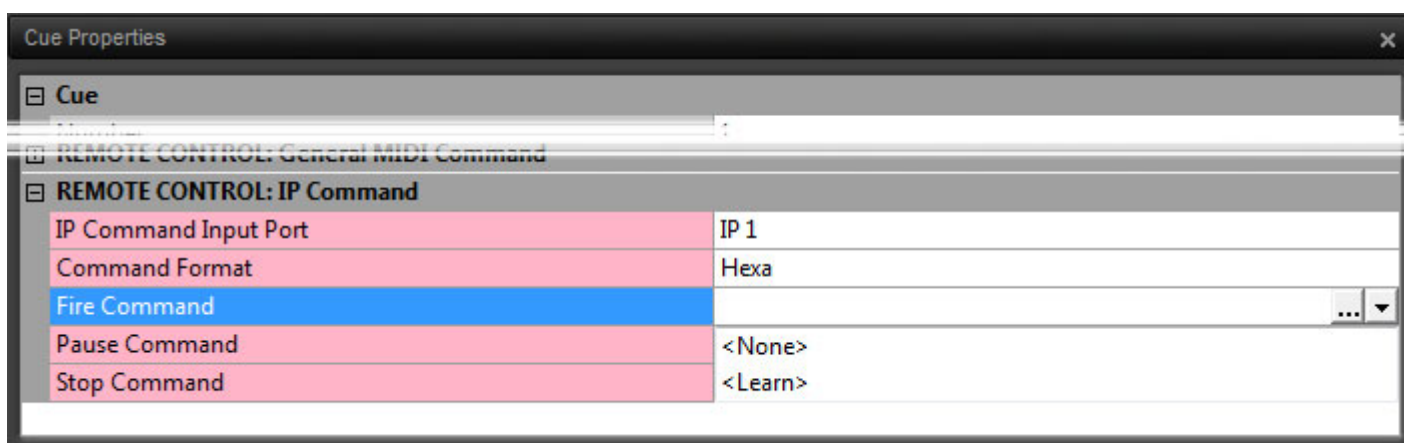 Cue Properties
Cue
REMOTE CONTROL: General MIDI Command
REMOTE CONTROL: IP Command
IP Command Input Port IP 1
Command Format Hexa
Fire Command ...
Pause Command <None>
Stop Command <Learn>